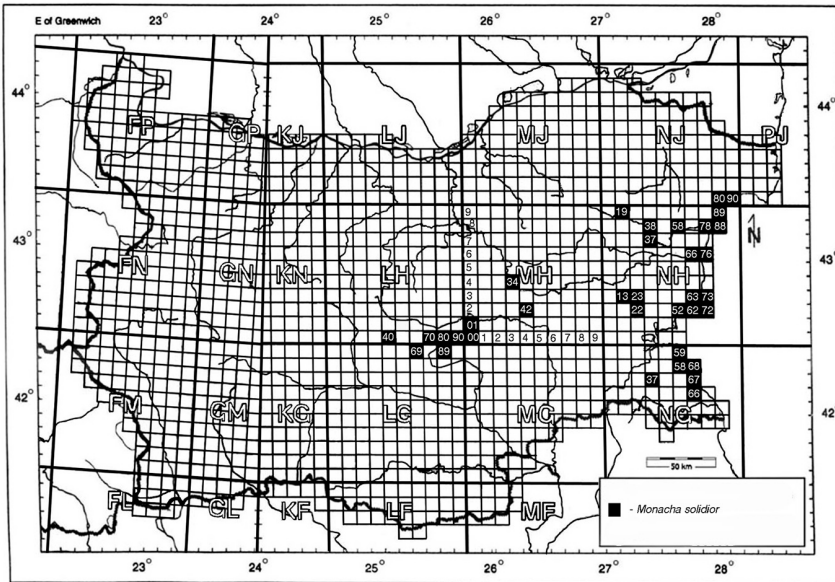 E of Greenwich
23° 24° 25° 26° 27° 28°
44° 44°
FP GP KJ LJ MJ NJ PJ
80 90
9 19 89
8 38 58 78 88
7 37
43° 6 66 76 N 43°
5
FN GN KN LH MH NH
4 34
3 13 23 63 73
2 42 22 52 62 72
01
40 70 80 90 00 1 2 3 4 5 6 7 8 9
69 89 59
58 68
37 67
42° 66 42°
FM GM KG LG MG NG
50 km
FL GL KF LF MF
- Monacha solidior
23° 24° 25° 26° 27° 28°